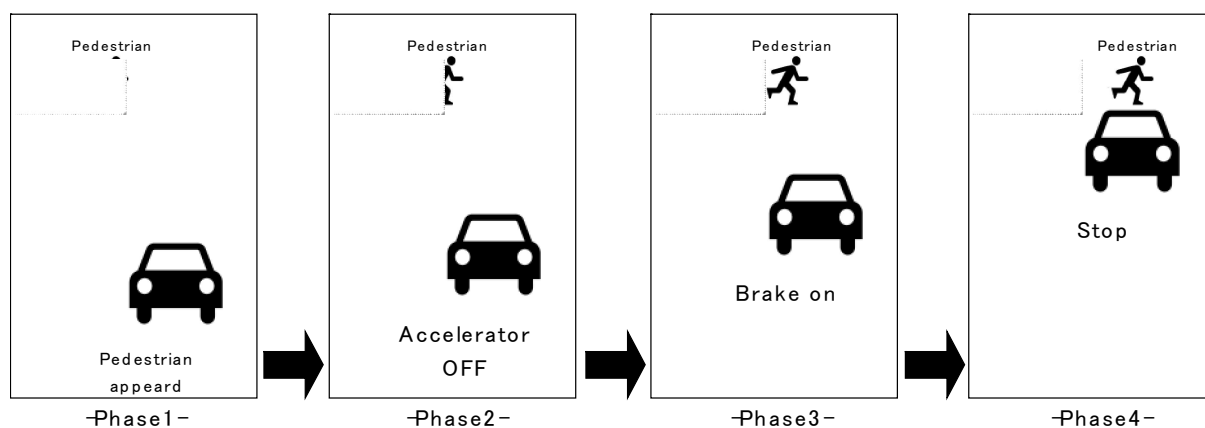 Pedestrian
Pedestrian
appeard
-Phase1-
Pedestrian
Accelerator
OFF
-Phase2-
Pedestrian
Brake on
-Phase3-
Pedestrian
Stop
-Phase4-